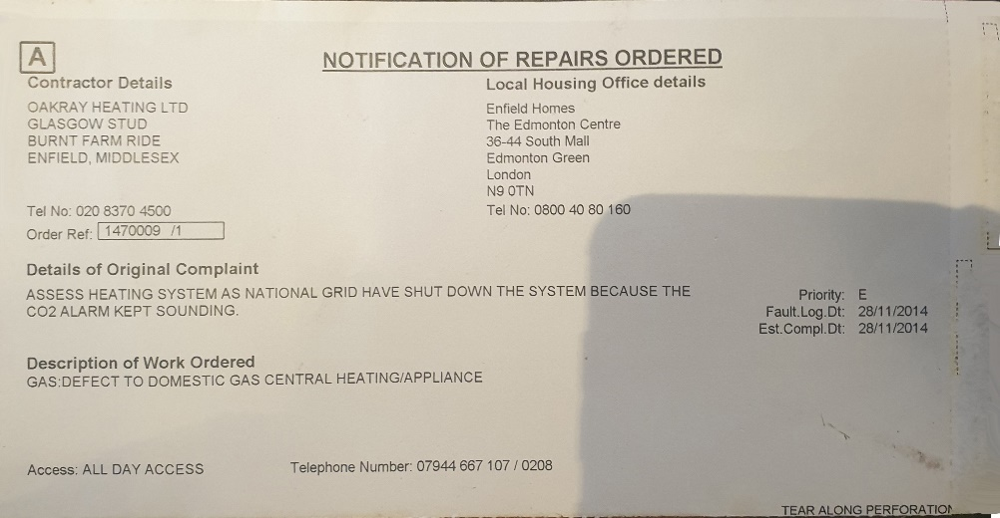 A
NOTIFICATION OF REPAIRS ORDERED
Contractor Details
OAKRAY HEATING LTD
GLASGOW STUD
BURNT FARM RIDE
ENFIELD, MIDDLESEX
Tel No: 020 8370 4500
Order Ref: 1470009 /1
Local Housing Office details
Enfield Homes
The Edmonton Centre
36-44 South Mall
Edmonton Green
London
N9 0TN
Tel No: 0800 40 80 160
Details of Original Complaint
ASSESS HEATING SYSTEM AS NATIONAL GRID HAVE SHUT DOWN THE SYSTEM BECAUSE THE
CO2 ALARM KEPT SOUNDING.
Priority: E
Fault.Log.Dt: 28/11/2014
Est.Compl.Dt: 28/11/2014
Description of Work Ordered
GAS:DEFECT TO DOMESTIC GAS CENTRAL HEATING/APPLIANCE
Access: ALL DAY ACCESS
Telephone Number: 07944 667 107 / 0208
TEAR ALONG PERFORATION